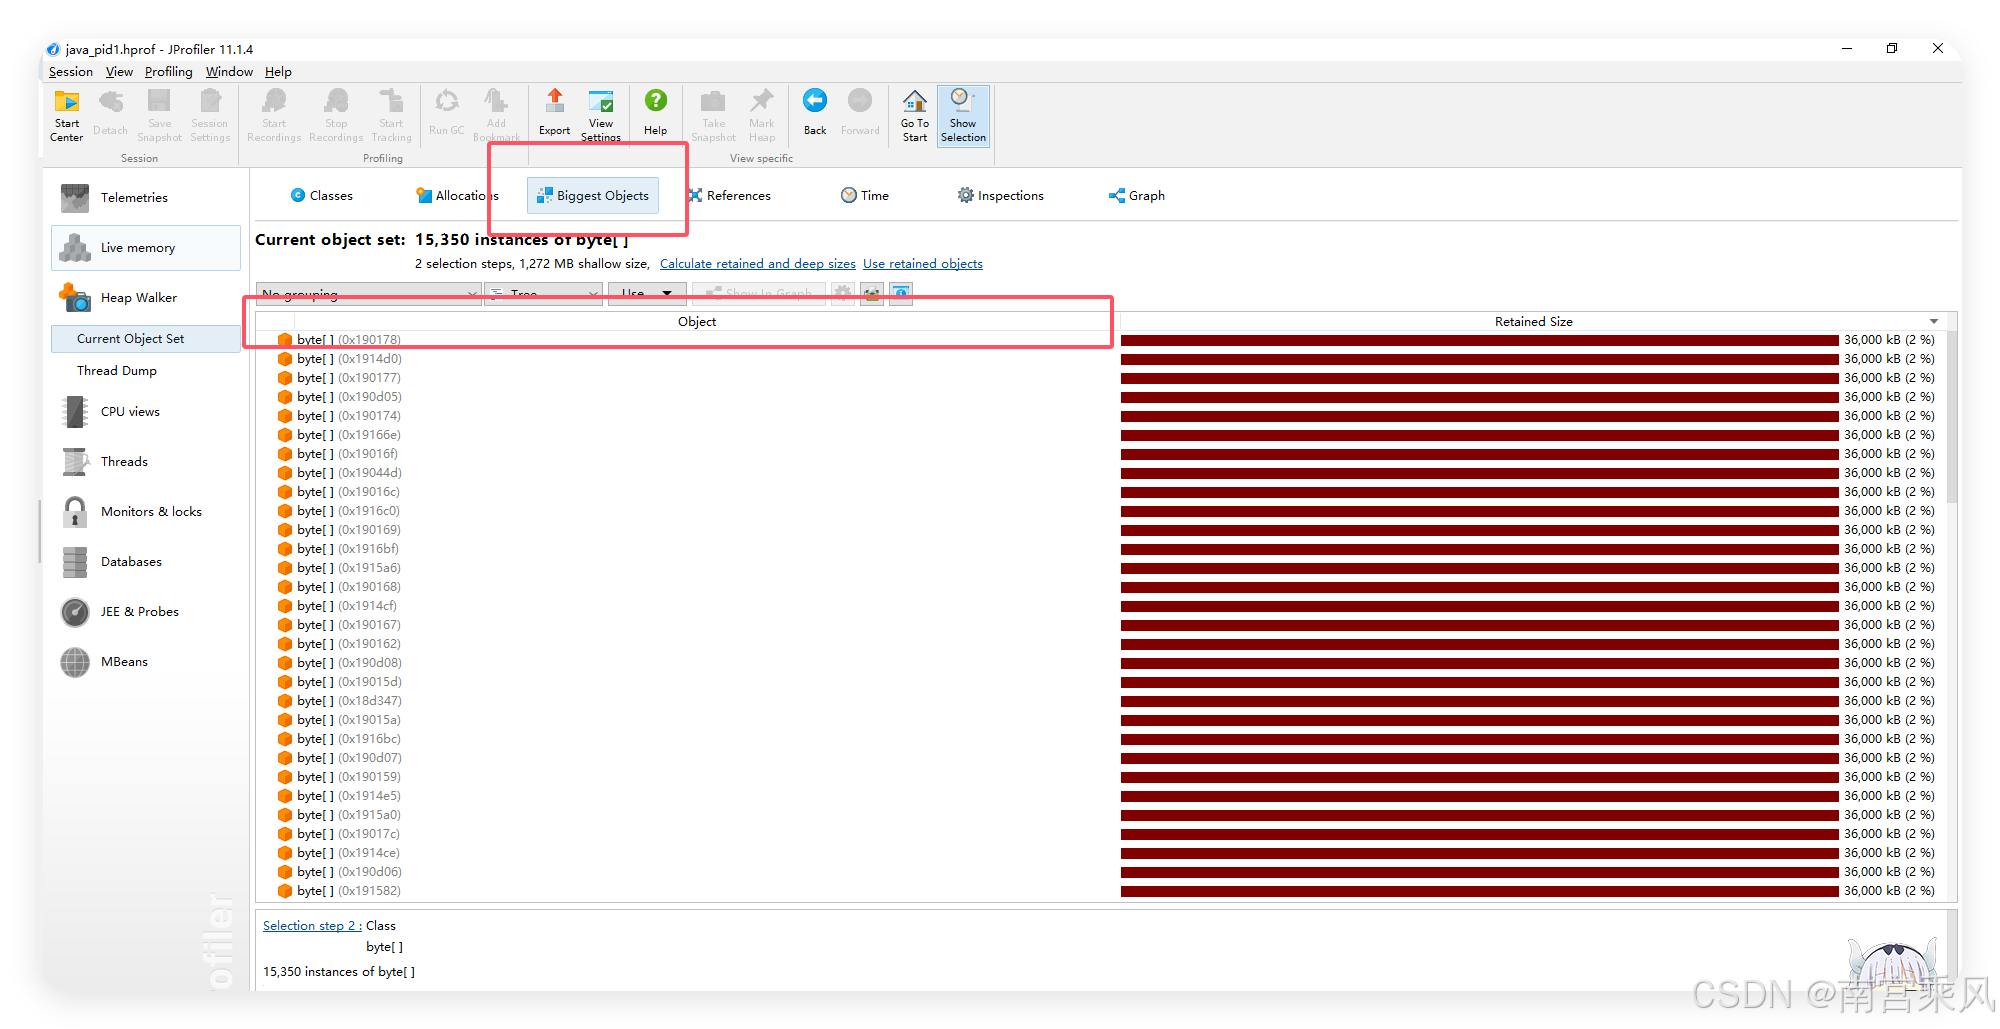 java_pid1.hprof - JProfiler 11.1.4
Session View Profiling Window Help
Start Center
Detach
Save Snapshot
Session Settings
Start Recordings
Stop Recordings
Start Tracking
Run GC
Add Bookmark
Export
View Settings
Help
Take Snapshot
Mark Heap
Back
Forward
Go To Start
Show Selection
Session
Profiling
View specific
Telemetries
Live memory
Heap Walker
Current Object Set
Thread Dump
CPU views
Threads
Monitors & locks
Databases
JEE & Probes
MBeans
ofiler
Classes
Allocations
Biggest Objects
References
Time
Inspections
Graph
Current object set: 15,350 instances of byte[ ]
2 selection steps, 1,272 MB shallow size, Calculate retained and deep sizes Use retained objects
No grouping Tree Use Show In Graph
Object Retained Size
byte[ ] (0x190178) 36,000 kB (2 %)
byte[ ] (0x1914d0) 36,000 kB (2 %)
byte[ ] (0x190177) 36,000 kB (2 %)
byte[ ] (0x190d05) 36,000 kB (2 %)
byte[ ] (0x190174) 36,000 kB (2 %)
byte[ ] (0x19166e) 36,000 kB (2 %)
byte[ ] (0x19016f) 36,000 kB (2 %)
byte[ ] (0x19044d) 36,000 kB (2 %)
byte[ ] (0x19016c) 36,000 kB (2 %)
byte[ ] (0x1916c0) 36,000 kB (2 %)
byte[ ] (0x190169) 36,000 kB (2 %)
byte[ ] (0x1916bf) 36,000 kB (2 %)
byte[ ] (0x1915a6) 36,000 kB (2 %)
byte[ ] (0x190168) 36,000 kB (2 %)
byte[ ] (0x1914cf) 36,000 kB (2 %)
byte[ ] (0x190167) 36,000 kB (2 %)
byte[ ] (0x190162) 36,000 kB (2 %)
byte[ ] (0x190d08) 36,000 kB (2 %)
byte[ ] (0x19015d) 36,000 kB (2 %)
byte[ ] (0x18d347) 36,000 kB (2 %)
byte[ ] (0x19015a) 36,000 kB (2 %)
byte[ ] (0x1916bc) 36,000 kB (2 %)
byte[ ] (0x190d07) 36,000 kB (2 %)
byte[ ] (0x190159) 36,000 kB (2 %)
byte[ ] (0x1914e5) 36,000 kB (2 %)
byte[ ] (0x1915a0) 36,000 kB (2 %)
byte[ ] (0x19017c) 36,000 kB (2 %)
byte[ ] (0x1914ce) 36,000 kB (2 %)
byte[ ] (0x190d06) 36,000 kB (2 %)
byte[ ] (0x191582) 36,000 kB (2 %)
Selection step 2 : Class
byte[ ]
15,350 instances of byte[ ]
CSDN @南宫乘风